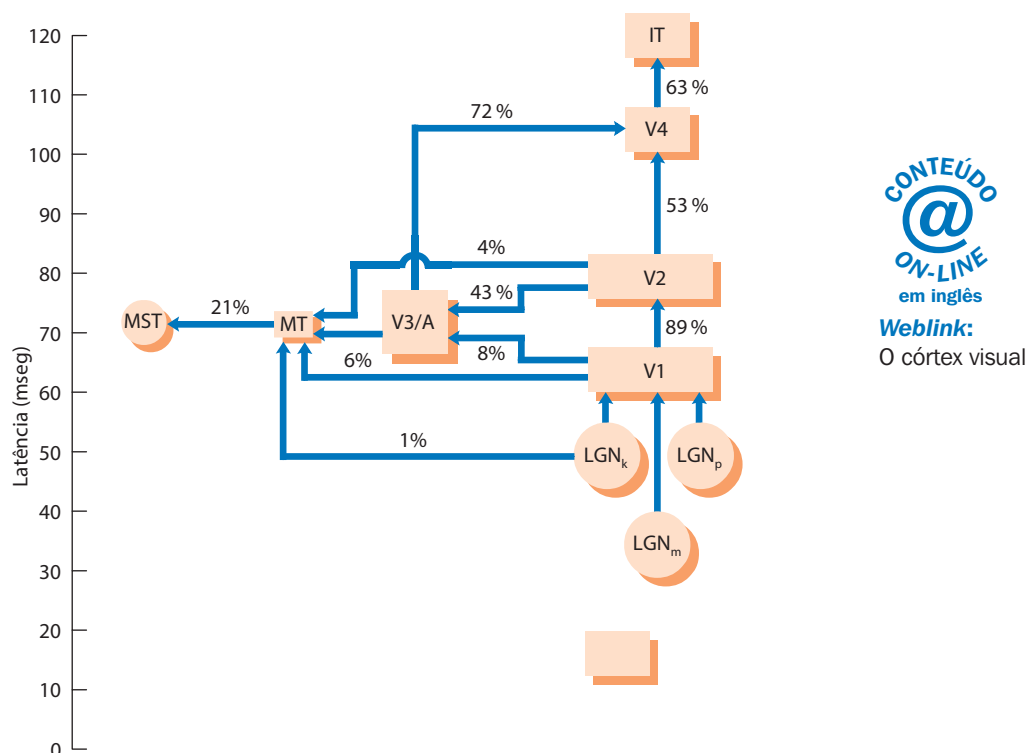 120
110
100
90
80
70
60
50
40
30
20
10
0
Latência (mseg)
IT
63 %
72 %
V4
53 %
4%
V2
43 %
21%
MST
MT
V3/A
89 %
6%
8%
V1
1%
LGNk
LGNp
LGNm
CONTEÚDO
@
ON-LINE
em inglês
Weblink:
O córtex visual